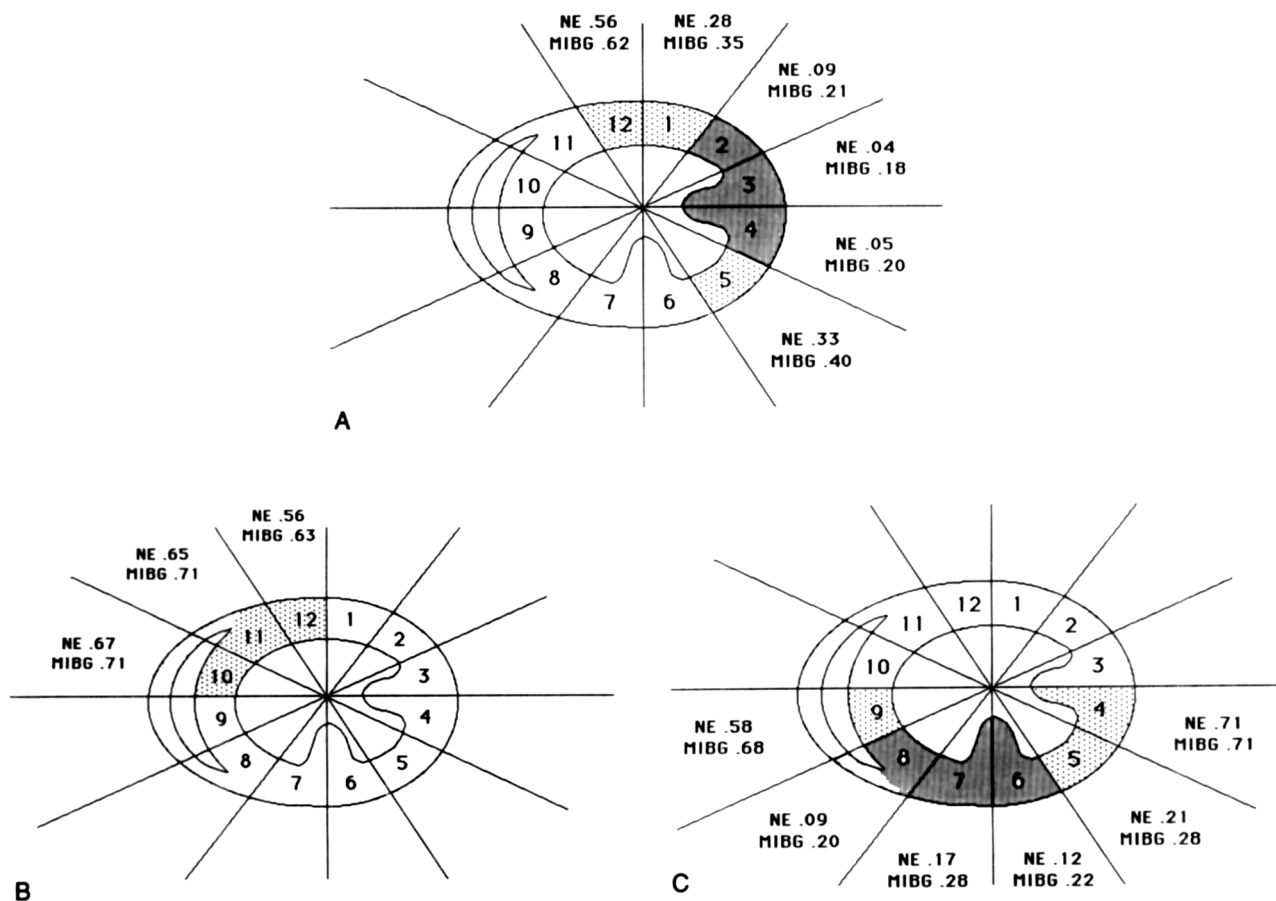 NE .56
MIBG .62
NE .28
MIBG .35
NE .09
MIBG .21
NE .04
MIBG .18
NE .05
MIBG .20
NE .33
MIBG .40
12
1
2
3
4
5
6
7
8
9
10
11
A
NE .56
MIBG .63
NE .65
MIBG .71
NE .67
MIBG .71
12
1
2
3
4
5
6
7
8
9
10
11
B
12
1
2
3
4
5
6
7
8
9
10
11
NE .58
MIBG .68
NE .71
MIBG .71
NE .09
MIBG .20
NE .21
MIBG .28
NE .17
MIBG .28
NE .12
MIBG .22
C